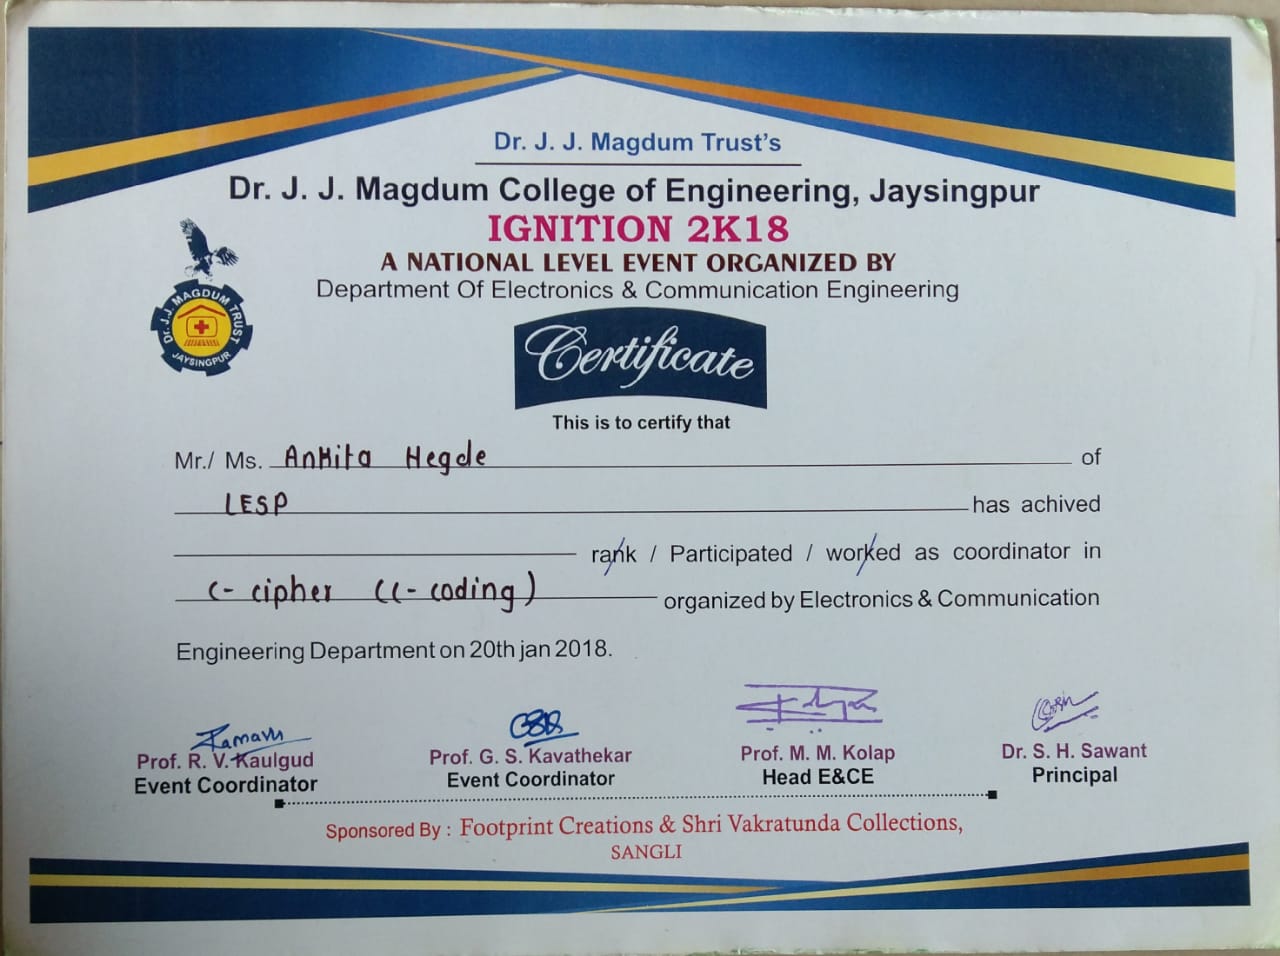 Dr. J. J. Magdum Trust's
Dr. J. J. Magdum College of Engineering, Jaysingpur
IGNITION 2K18
A NATIONAL LEVEL EVENT ORGANIZED BY
Department Of Electronics & Communication Engineering
Dr. J. J. MAGDUM TRUST
JAYSINGPUR
Certificate
This is to certify that
Mr./ Ms. Ankita Hegde of
LESP has achived
rank / Participated / worked as coordinator in
C- cipher (C- coding) organized by Electronics & Communication
Engineering Department on 20th jan 2018.
Prof. R. V. Kaulgud Prof. G. S. Kavathekar Prof. M. M. Kolap Dr. S. H. Sawant
Event Coordinator Event Coordinator Head E&CE Principal
Sponsored By : Footprint Creations & Shri Vakratunda Collections,
SANGLI